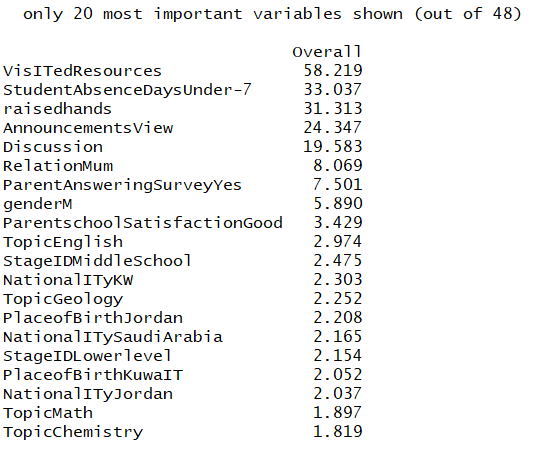 only 20 most important variables shown (out of 48)
Overall
VisITedResources 58.219
StudentAbsenceDaysUnder-7 33.037
raisedhands 31.313
AnnouncementsView 24.347
Discussion 19.583
RelationMum 8.069
ParentAnsweringSurveyYes 7.501
genderM 5.890
ParentschoolSatisfactionGood 3.429
TopicEnglish 2.974
StageIDMiddleSchool 2.475
NationalITyKW 2.303
TopicGeology 2.252
PlaceofBirthJordan 2.208
NationalITySaudiArabia 2.165
StageIDLowerlevel 2.154
PlaceofBirthKuwaIT 2.052
NationalITyJordan 2.037
TopicMath 1.897
TopicChemistry 1.819